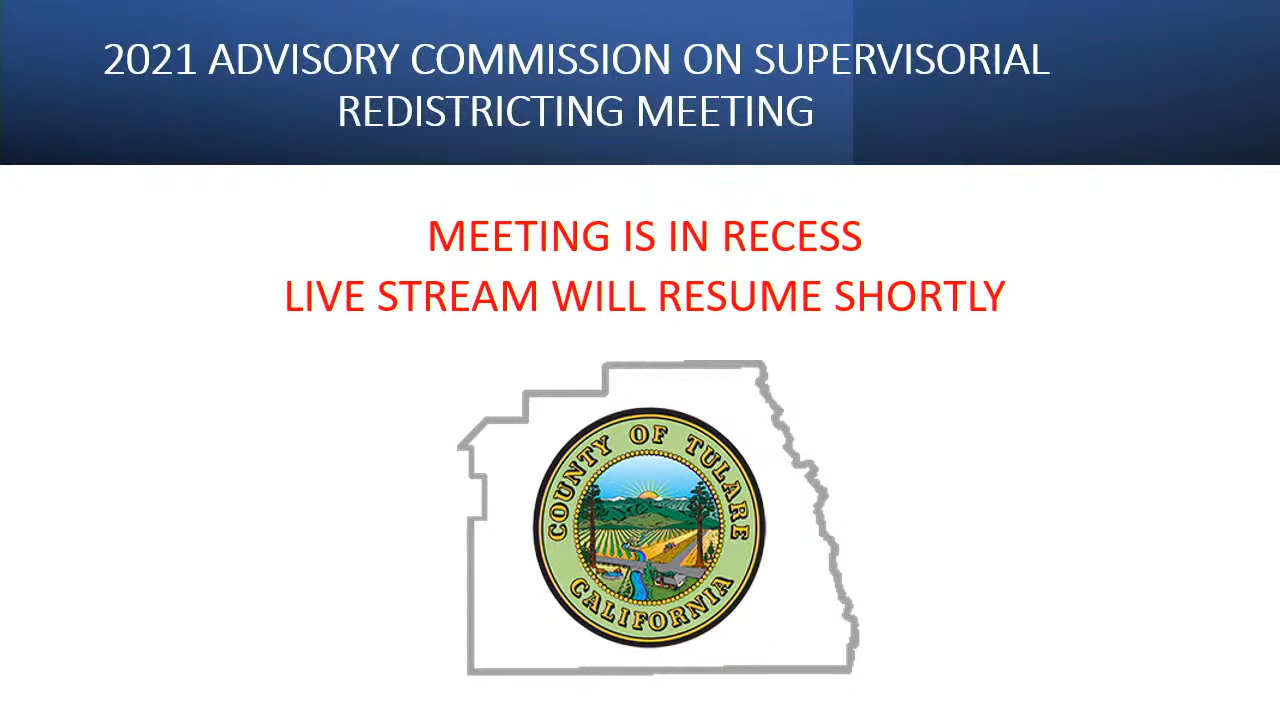 2021 ADVISORY COMMISSION ON SUPERVISORIAL
REDISTRICTING MEETING
MEETING IS IN RECESS
LIVE STREAM WILL RESUME SHORTLY
COUNTY OF TULARE
CALIFORNIA